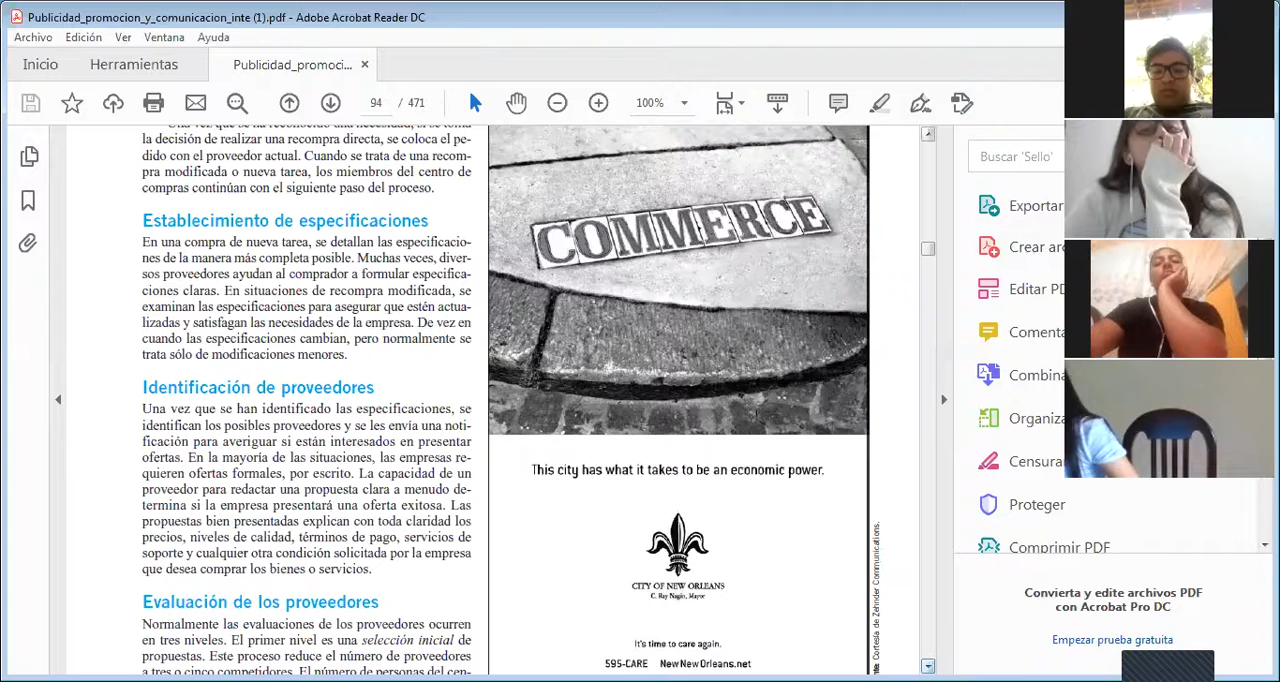 Publicidad_promocion_y_comunicacion_inte (1).pdf - Adobe Acrobat Reader DC
Archivo Edición Ver Ventana Ayuda
Inicio Herramientas Publicidad_promoci... ×
94 / 471 100%
la decisión de realizar una recompra directa, se coloca el pe-
dido con el proveedor actual. Cuando se trata de una recom-
pra modificada o nueva tarea, los miembros del centro de
compras continúan con el siguiente paso del proceso.
Establecimiento de especificaciones
En una compra de nueva tarea, se detallan las especificacio-
nes de la manera más completa posible. Muchas veces, diver-
sos proveedores ayudan al comprador a formular especifica-
ciones claras. En situaciones de recompra modificada, se
examinan las especificaciones para asegurar que estén actua-
lizadas y satisfagan las necesidades de la empresa. De vez en
cuando las especificaciones cambian, pero normalmente se
trata sólo de modificaciones menores.
Identificación de proveedores
Una vez que se han identificado las especificaciones, se
identifican los posibles proveedores y se les envía una noti-
ficación para averiguar si están interesados en presentar
ofertas. En la mayoría de las situaciones, las empresas re-
quieren ofertas formales, por escrito. La capacidad de un
proveedor para redactar una propuesta clara a menudo de-
termina si la empresa presentará una oferta exitosa. Las
propuestas bien presentadas explican con toda claridad los
precios, niveles de calidad, términos de pago, servicios de
soporte y cualquier otra condición solicitada por la empresa
que desea comprar los bienes o servicios.
Evaluación de los proveedores
Normalmente las evaluaciones de los proveedores ocurren
en tres niveles. El primer nivel es una selección inicial de
propuestas. Este proceso reduce el número de proveedores
a tres o cinco competidores. El número de personas del cen-
COMMERCE
This city has what it takes to be an economic power.
CITY OF NEW ORLEANS
C. Ray Nagin, Mayor
It's time to care again.
595-CARE NewNewOrleans.net
Cortesía de Zehnder Communications.
Buscar 'Sello'
Exportar
Crear arc
Editar PD
Comenta
Combina
Organiza
Censura
Proteger
Comprimir PDF
Convierta y edite archivos PDF
con Acrobat Pro DC
Empezar prueba gratuita